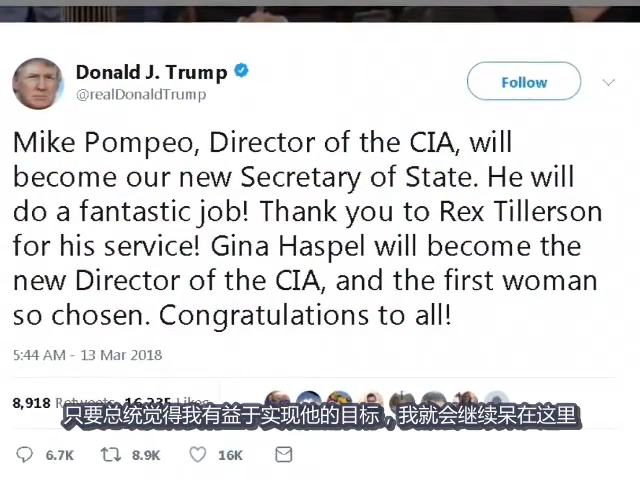 Donald J. Trump
@realDonaldTrump
Follow
Mike Pompeo, Director of the CIA, will
become our new Secretary of State. He will
do a fantastic job! Thank you to Rex Tillerson
for his service! Gina Haspel will become the
new Director of the CIA, and the first woman
so chosen. Congratulations to all!
5:44 AM - 13 Mar 2018
8,918 Retweets 16,235 Likes
只要总统觉得我有益于实现他的目标，我就会继续呆在这里
6.7K 8.9K 16K